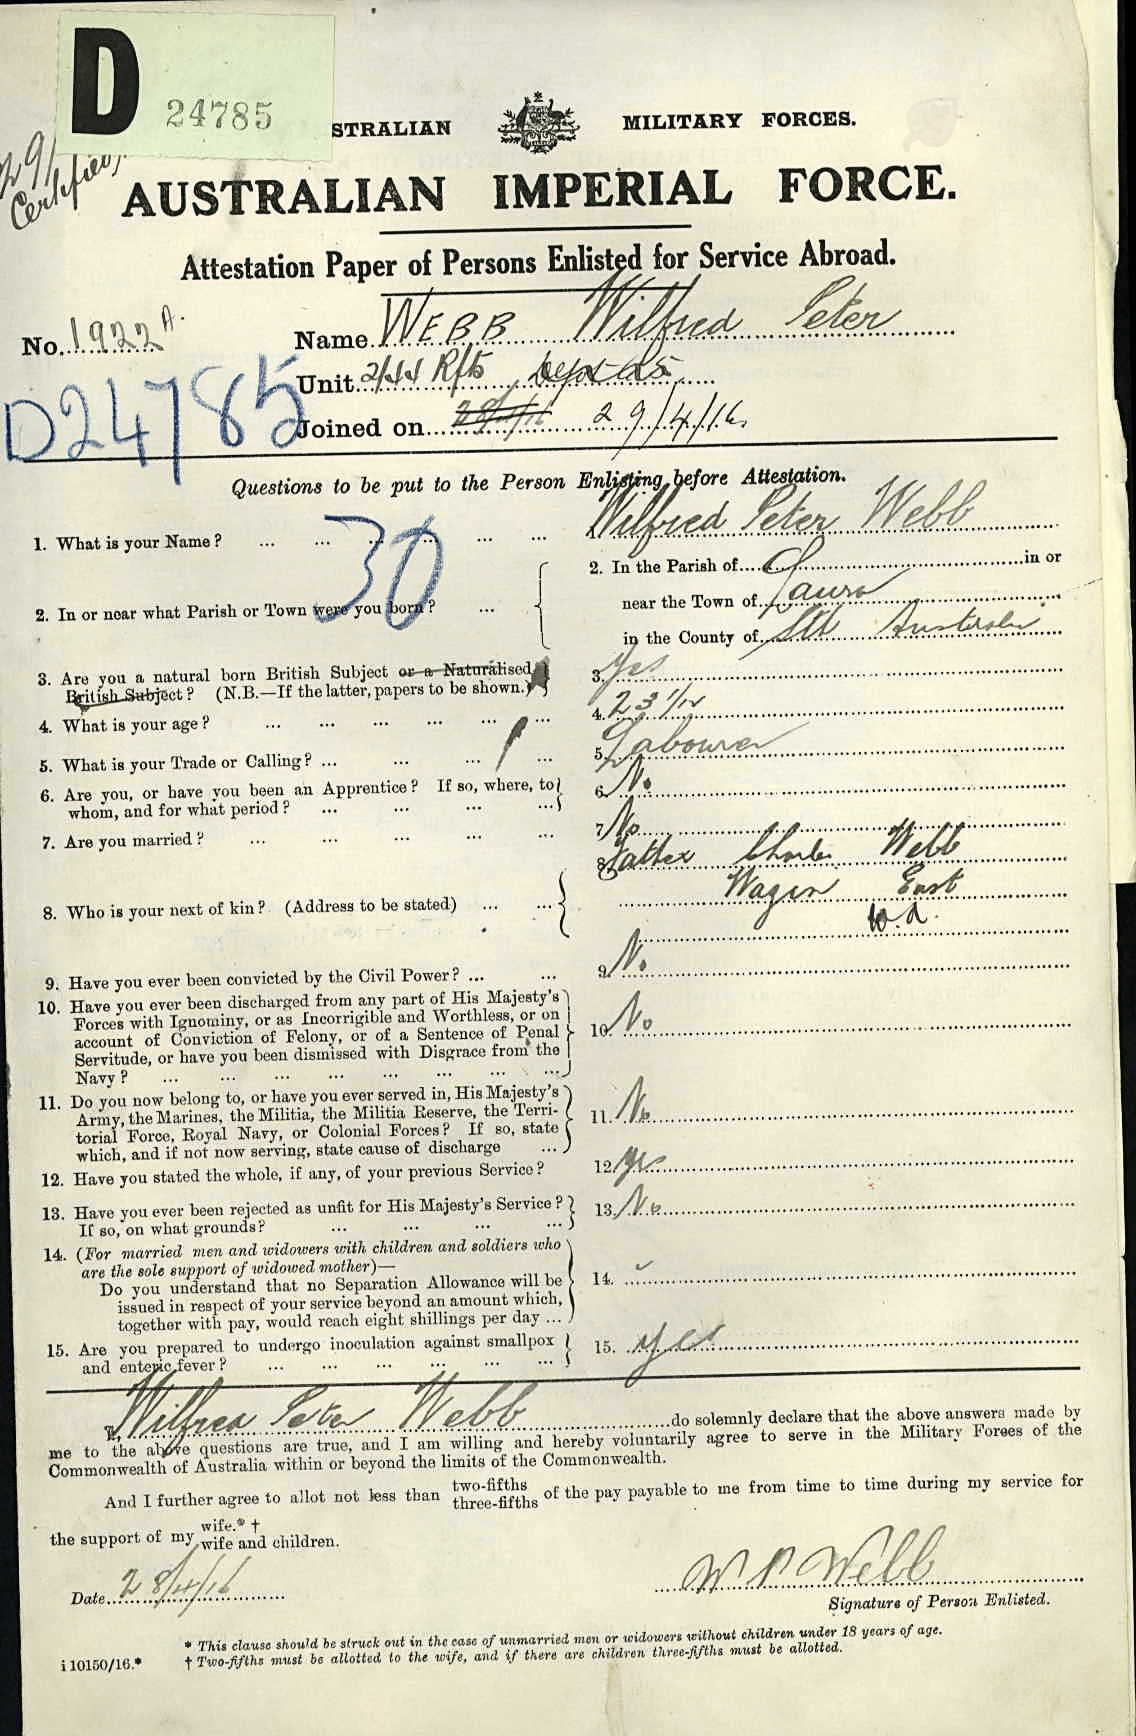 D 24785
STRALIAN MILITARY FORCES.
Certified
AUSTRALIAN IMPERIAL FORCE.
Attestation Paper of Persons Enlisted for Service Abroad.
No. 1922 A. Name WEBB Wilfred Peter
D24785
Unit 2/44 Rfts
Joined on 28/4/16 29/4/16.
Questions to be put to the Person Enlisting before Attestation.
30
1. What is your Name? ... 1. Wilfred Peter Webb
2. In or near what Parish or Town were you born? ... 2. In the Parish of ... in or
near the Town of Laura
in the County of Sth Australia
3. Are you a natural born British Subject or a Naturalised
British Subject? (N.B.—If the latter, papers to be shown.) 3. Yes
4. What is your age? ... 4. 23 1/12
5. What is your Trade or Calling? ... 5. Labourer
6. Are you, or have you been an Apprentice? If so, where, to
whom, and for what period? ... 6. No
7. Are you married? ... 7. No
8. Who is your next of kin? (Address to be stated) ... 8. Father Charles Webb
Wagin East
W.A.
9. Have you ever been convicted by the Civil Power? ... 9. No
10. Have you ever been discharged from any part of His Majesty's
Forces with Ignominy, or as Incorrigible and Worthless, or on
account of Conviction of Felony, or of a Sentence of Penal
Servitude, or have you been dismissed with Disgrace from the
Navy? ... 10. No
11. Do you now belong to, or have you ever served in, His Majesty's
Army, the Marines, the Militia, the Militia Reserve, the Terri-
torial Force, Royal Navy, or Colonial Forces? If so, state
which, and if not now serving, state cause of discharge ... 11. No
12. Have you stated the whole, if any, of your previous Service? 12. Yes
13. Have you ever been rejected as unfit for His Majesty's Service?
If so, on what grounds? ... 13. No
14. (For married men and widowers with children and soldiers who
are the sole support of widowed mother)—
Do you understand that no Separation Allowance will be
issued in respect of your service beyond an amount which,
together with pay, would reach eight shillings per day ... 14.
15. Are you prepared to undergo inoculation against smallpox
and enteric fever? ... 15. yes
I, Wilfred Peter Webb do solemnly declare that the above answers made by
me to the above questions are true, and I am willing and hereby voluntarily agree to serve in the Military Forces of the
Commonwealth of Australia within or beyond the limits of the Commonwealth.
And I further agree to allot not less than two-fifths three-fifths of the pay payable to me from time to time during my service for
the support of my wife.* † wife and children.
Date 28/4/16 W P Webb
Signature of Person Enlisted.
* This clause should be struck out in the case of unmarried men or widowers without children under 18 years of age.
i 10150/16.* † Two-fifths must be allotted to the wife, and if there are children three-fifths must be allotted.